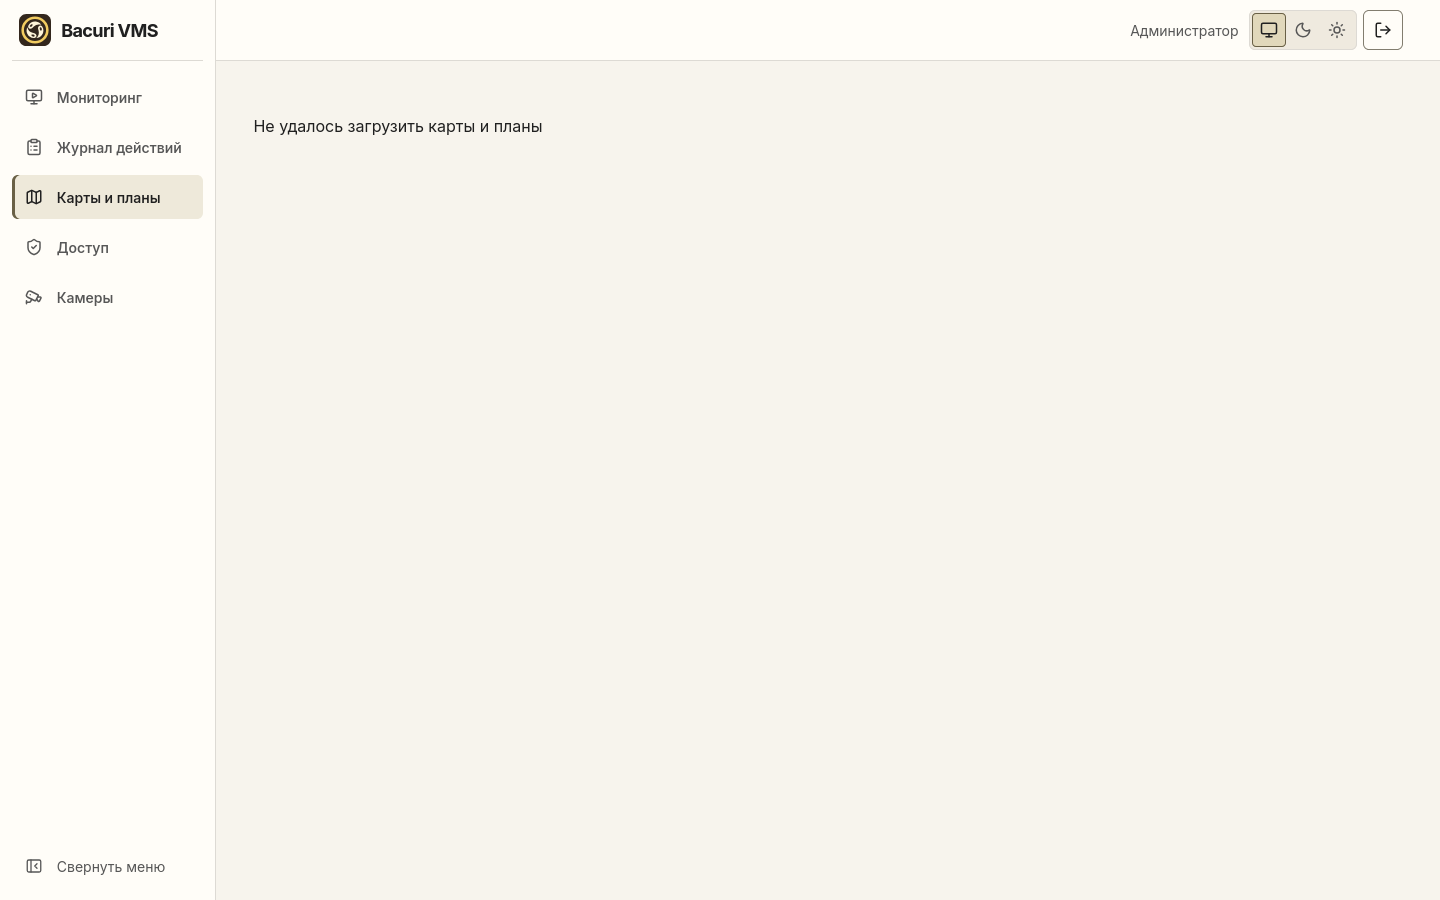 Bacuri VMS
Администратор
Мониторинг
Журнал действий
Карты и планы
Доступ
Камеры
Свернуть меню
Не удалось загрузить карты и планы